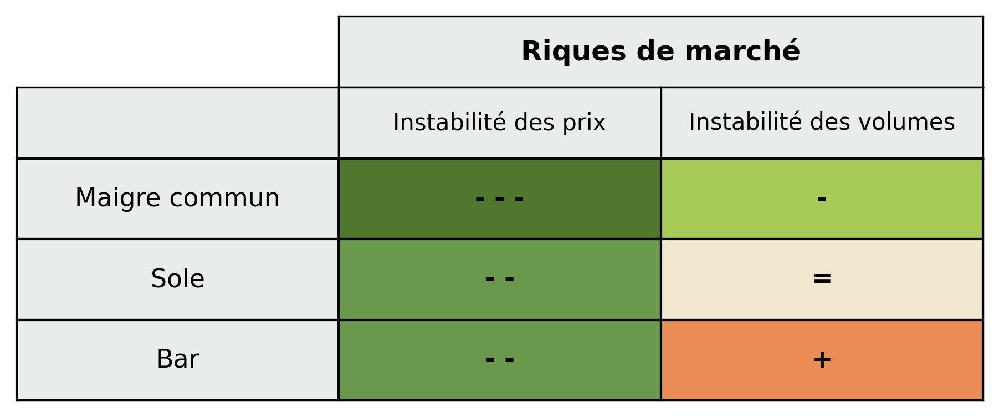 Riques de marché
Instabilité des prix Instabilité des volumes
Maigre commun - - - -
Sole - - =
Bar - - +